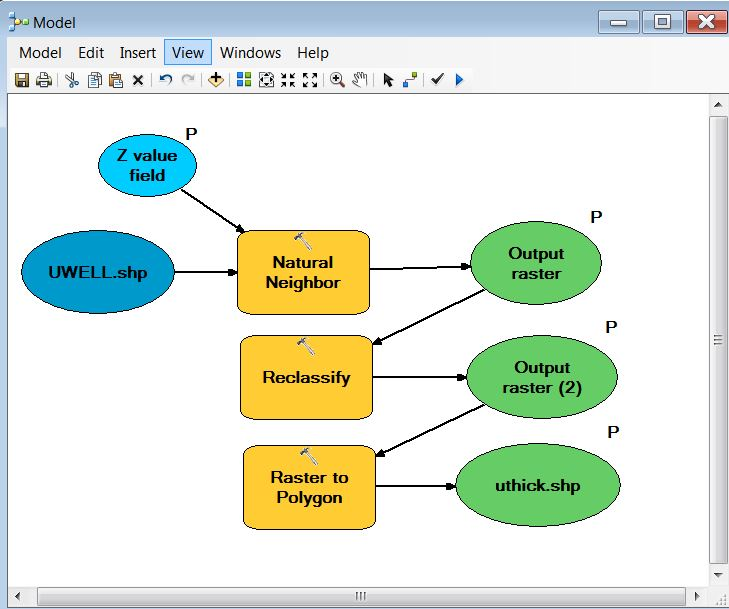 Model
Model Edit Insert View Windows Help
P
Z value
field
P
UWELL.shp
Natural
Neighbor
Output
raster
P
Reclassify
Output
raster (2)
P
Raster to
Polygon
uthick.shp